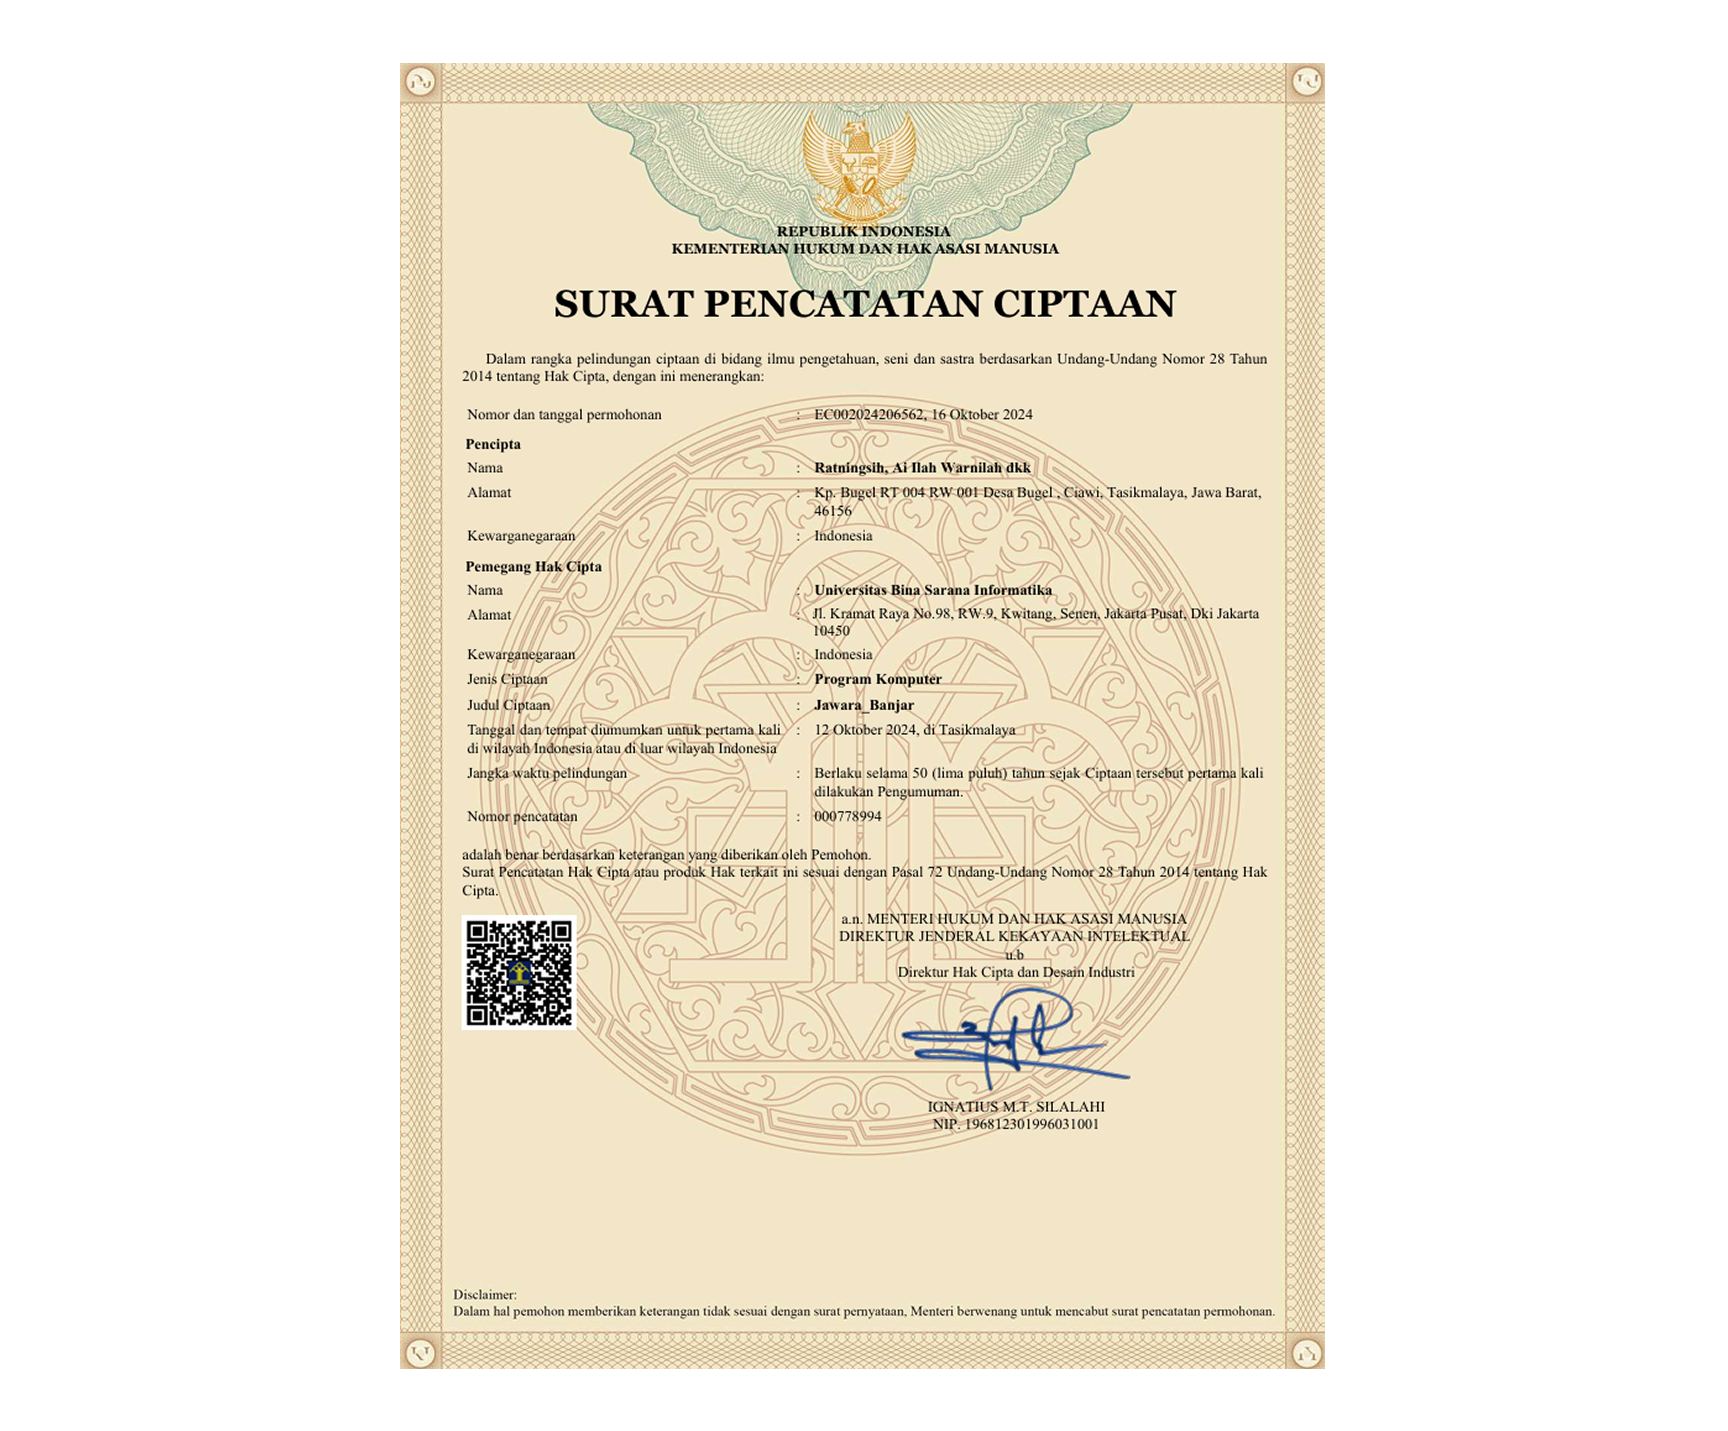 REPUBLIK INDONESIA
KEMENTERIAN HUKUM DAN HAK ASASI MANUSIA
SURAT PENCATATAN CIPTAAN
Dalam rangka pelindungan ciptaan di bidang ilmu pengetahuan, seni dan sastra berdasarkan Undang-Undang Nomor 28 Tahun
2014 tentang Hak Cipta, dengan ini menerangkan:
Nomor dan tanggal permohonan : EC002024206562, 16 Oktober 2024
Pencipta
Nama : Ratningsih, Ai Ilah Warnilah dkk
Alamat : Kp. Bugel RT 004 RW 001 Desa Bugel , Ciawi, Tasikmalaya, Jawa Barat,
46156
Kewarganegaraan : Indonesia
Pemegang Hak Cipta
Nama : Universitas Bina Sarana Informatika
Alamat : Jl. Kramat Raya No.98, RW.9, Kwitang, Senen, Jakarta Pusat, Dki Jakarta
10450
Kewarganegaraan : Indonesia
Jenis Ciptaan : Program Komputer
Judul Ciptaan : Jawara_Banjar
Tanggal dan tempat diumumkan untuk pertama kali : 12 Oktober 2024, di Tasikmalaya
di wilayah Indonesia atau di luar wilayah Indonesia
Jangka waktu pelindungan : Berlaku selama 50 (lima puluh) tahun sejak Ciptaan tersebut pertama kali
dilakukan Pengumuman.
Nomor pencatatan : 000778994
adalah benar berdasarkan keterangan yang diberikan oleh Pemohon.
Surat Pencatatan Hak Cipta atau produk Hak terkait ini sesuai dengan Pasal 72 Undang-Undang Nomor 28 Tahun 2014 tentang Hak
Cipta.
a.n. MENTERI HUKUM DAN HAK ASASI MANUSIA
DIREKTUR JENDERAL KEKAYAAN INTELEKTUAL
u.b
Direktur Hak Cipta dan Desain Industri
IGNATIUS M.T. SILALAHI
NIP. 196812301996031001
Disclaimer:
Dalam hal pemohon memberikan keterangan tidak sesuai dengan surat pernyataan, Menteri berwenang untuk mencabut surat pencatatan permohonan.